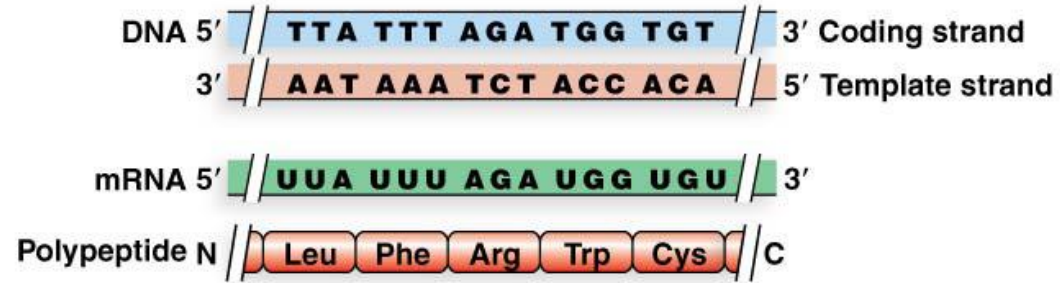 DNA 5′ TTA TTT AGA TGG TGT 3′ Coding strand
3′ AAT AAA TCT ACC ACA 5′ Template strand
mRNA 5′ UUA UUU AGA UGG UGU 3′
Polypeptide N Leu Phe Arg Trp Cys C